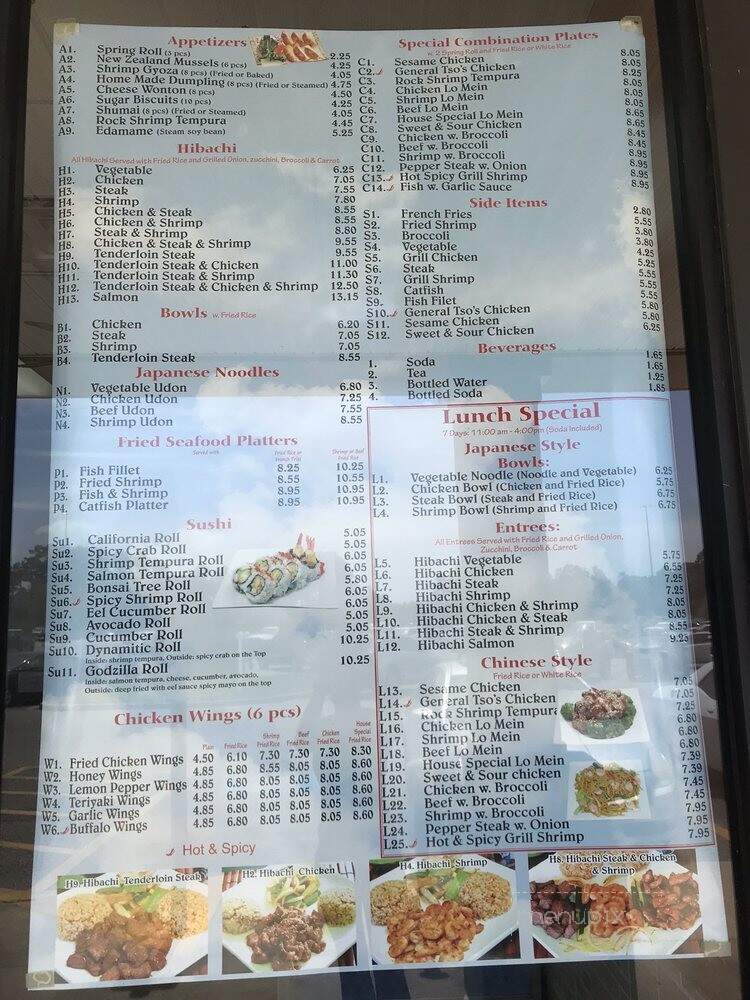 Appetizers
A1. Spring Roll (3 pcs) 2.25
A2. New Zealand Mussels (6 pcs) 4.25
A3. Shrimp Gyoza (8 pcs) (Fried or Baked) 4.05
A4. Home Made Dumpling (8 pcs) (Fried or Steamed) 4.75
A5. Cheese Wonton (8 pcs) 4.50
A6. Sugar Biscuits (10 pcs) 4.25
A7. Shumai (8 pcs) (Fried or Steamed) 4.05
A8. Rock Shrimp Tempura 4.45
A9. Edamame (Steam soy bean) 5.25
Hibachi
All Hibachi Served with Fried Rice and Grilled Onion, zucchini, Broccoli & Carrot
H1. Vegetable 6.25
H2. Chicken 7.05
H3. Steak 7.55
H4. Shrimp 7.80
H5. Chicken & Steak 8.55
H6. Chicken & Shrimp 8.55
H7. Steak & Shrimp 8.80
H8. Chicken & Steak & Shrimp 9.55
H9. Tenderloin Steak 9.55
H10. Tenderloin Steak & Chicken 11.00
H11. Tenderloin Steak & Shrimp 11.30
H12. Tenderloin Steak & Chicken & Shrimp 12.50
H13. Salmon 13.15
Bowls w. Fried Rice
B1. Chicken 6.20
B2. Steak 7.05
B3. Shrimp 7.05
B4. Tenderloin Steak 8.55
Japanese Noodles
N1. Vegetable Udon 6.80
N2. Chicken Udon 7.25
N3. Beef Udon 7.55
N4. Shrimp Udon 8.55
Fried Seafood Platters
Served with Fried Rice or French Fries Shrimp or Beef Fried Rice
P1. Fish Fillet 8.25 10.25
P2. Fried Shrimp 8.55 10.55
P3. Fish & Shrimp 8.95 10.95
P4. Catfish Platter 8.95 10.95
Sushi
Su1. California Roll 5.05
Su2. Spicy Crab Roll 5.05
Su3. Shrimp Tempura Roll 6.05
Su4. Salmon Tempura Roll 6.05
Su5. Bonsai Tree Roll 5.80
Su6. Spicy Shrimp Roll 6.05
Su7. Eel Cucumber Roll 6.05
Su8. Avocado Roll 5.05
Su9. Cucumber Roll 5.05
Su10. Dynamitic Roll 10.25
Inside: shrimp tempura, Outside: spicy crab on the Top
Su11. Godzilla Roll 10.25
Inside: salmon tempura, cheese, cucumber, avocado,
Outside: deep fried with eel sauce spicy mayo on the top
Chicken Wings (6 pcs)
Plain Fried Rice Shrimp Fried Rice Beef Fried Rice Chicken Fried Rice House Special Fried Rice
W1. Fried Chicken Wings 4.50 6.10 7.30 7.30 7.30 8.30
W2. Honey Wings 4.85 6.80 8.55 8.05 8.05 8.60
W3. Lemon Pepper Wings 4.85 6.80 8.05 8.05 8.05 8.60
W4. Teriyaki Wings 4.85 6.80 8.05 8.05 8.05 8.60
W5. Garlic Wings 4.85 6.80 8.05 8.05 8.05 8.60
W6. Buffalo Wings 4.85 6.80 8.05 8.05 8.05 8.60
Hot & Spicy
Special Combination Plates
w. 2 Spring Roll and Fried Rice or White Rice
C1. Sesame Chicken 8.05
C2. General Tso's Chicken 8.05
C3. Rock Shrimp Tempura 8.25
C4. Chicken Lo Mein 8.05
C5. Shrimp Lo Mein 8.05
C6. Beef Lo Mein 8.05
C7. House Special Lo Mein 8.65
C8. Sweet & Sour Chicken 8.65
C9. Chicken w. Broccoli 8.45
C10. Beef w. Broccoli 8.45
C11. Shrimp w. Broccoli 8.95
C12. Pepper Steak w. Onion 8.95
C13. Hot Spicy Grill Shrimp 8.95
C14. Fish w. Garlic Sauce 8.95
Side Items
S1. French Fries 2.80
S2. Fried Shrimp 5.55
S3. Broccoli 3.80
S4. Vegetable 3.80
S5. Grill Chicken 4.25
S6. Steak 5.25
S7. Grill Shrimp 5.55
S8. Catfish 5.55
S9. Fish Filet 5.55
S10. General Tso's Chicken 5.80
S11. Sesame Chicken 5.80
S12. Sweet & Sour Chicken 6.25
Beverages
1. Soda 1.65
2. Tea 1.65
3. Bottled Water 1.25
4. Bottled Soda 1.85
Lunch Special
7 Days: 11:00 am - 4:00pm (Soda Included)
Japanese Style
Bowls:
L1. Vegetable Noodle (Noodle and Vegetable) 6.25
L2. Chicken Bowl (Chicken and Fried Rice) 5.75
L3. Steak Bowl (Steak and Fried Rice) 6.75
L4. Shrimp Bowl (Shrimp and Fried Rice) 6.75
Entrees:
All Entrees Served with Fried Rice and Grilled Onion,
Zucchini, Broccoli & Carrot
L5. Hibachi Vegetable 5.75
L6. Hibachi Chicken 6.55
L7. Hibachi Steak 7.25
L8. Hibachi Shrimp 7.25
L9. Hibachi Chicken & Shrimp 8.05
L10. Hibachi Chicken & Steak 8.05
L11. Hibachi Steak & Shrimp 8.55
L12. Hibachi Salmon 9.25
Chinese Style
Fried Rice or White Rice
L13. Sesame Chicken 7.05
L14. General Tso's Chicken 7.05
L15. Rock Shrimp Tempura 7.25
L16. Chicken Lo Mein 6.80
L17. Shrimp Lo Mein 6.80
L18. Beef Lo Mein 6.80
L19. House Special Lo Mein 7.39
L20. Sweet & Sour chicken 7.39
L21. Chicken w. Broccoli 7.45
L22. Beef w. Broccoli 7.45
L23. Shrimp w. Broccoli 7.95
L24. Pepper Steak w. Onion 7.95
L25. Hot & Spicy Grill Shrimp 7.95
H9. Hibachi Tenderloin Steak
H2. Hibachi Chicken
H4. Hibachi Shrimp
H8. Hibachi Steak & Chicken
& Shrimp
menupix